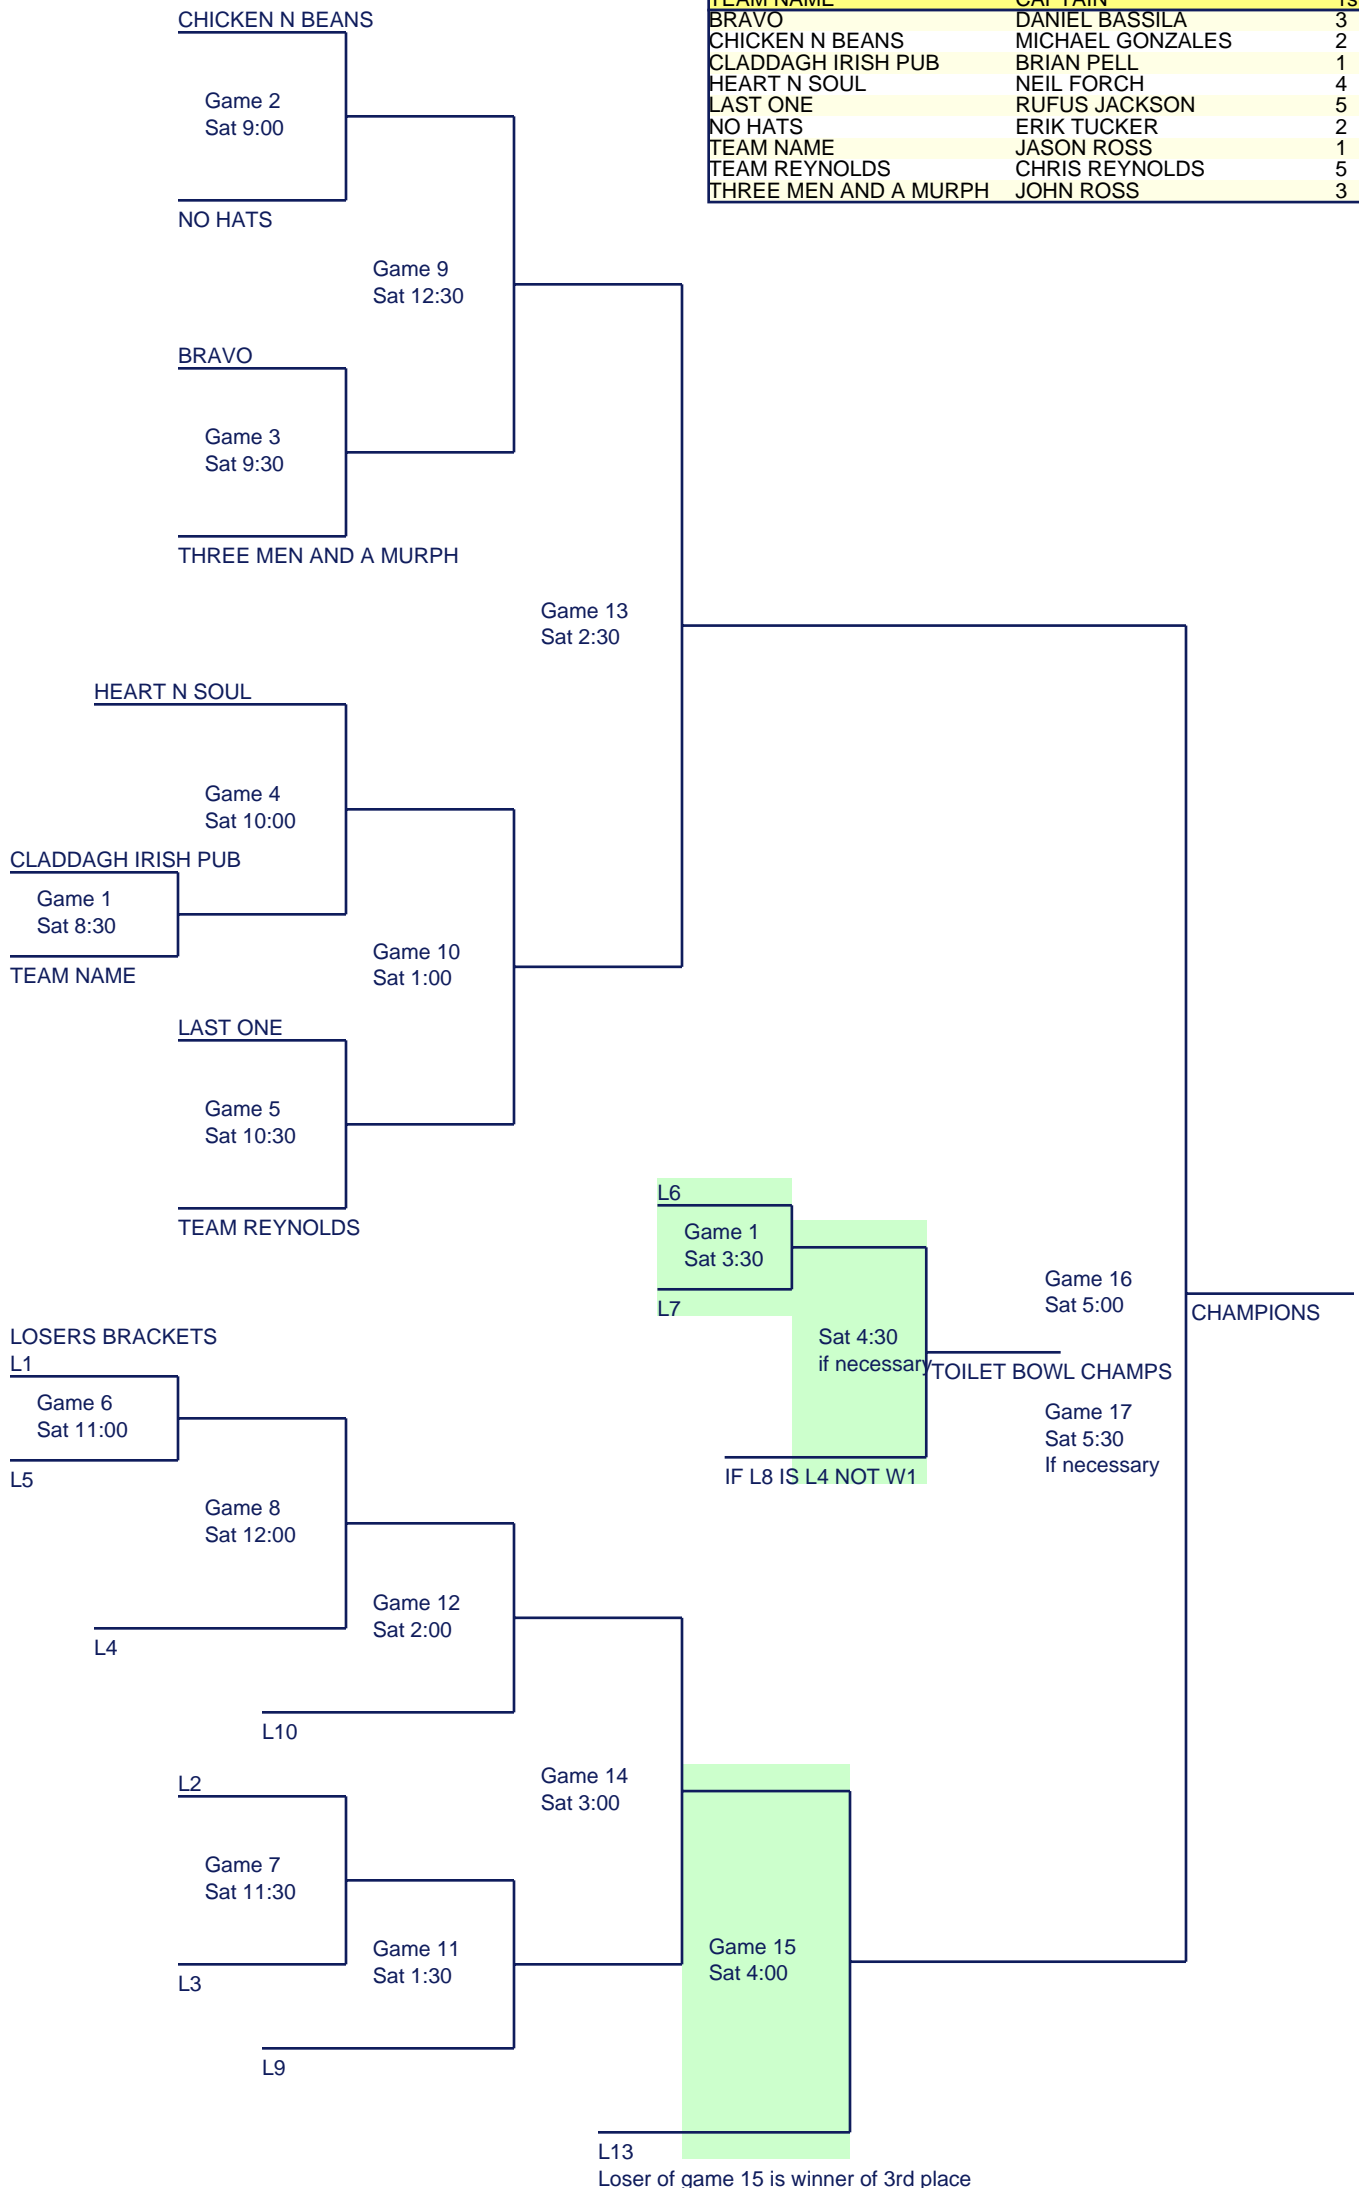 TEAM NAME CAPTAIN 1s
BRAVO DANIEL BASSILA 3
CHICKEN N BEANS MICHAEL GONZALES 2
CLADDAGH IRISH PUB BRIAN PELL 1
HEART N SOUL NEIL FORCH 4
LAST ONE RUFUS JACKSON 5
NO HATS ERIK TUCKER 2
TEAM NAME JASON ROSS 1
TEAM REYNOLDS CHRIS REYNOLDS 5
THREE MEN AND A MURPH JOHN ROSS 3
CHICKEN N BEANS
Game 2
Sat 9:00
NO HATS
Game 9
Sat 12:30
BRAVO
Game 3
Sat 9:30
THREE MEN AND A MURPH
Game 13
Sat 2:30
HEART N SOUL
Game 4
Sat 10:00
CLADDAGH IRISH PUB
Game 1
Sat 8:30
TEAM NAME
Game 10
Sat 1:00
LAST ONE
Game 5
Sat 10:30
TEAM REYNOLDS
L6
Game 1
Sat 3:30
L7
Sat 4:30
if necessary
TOILET BOWL CHAMPS
IF L8 IS L4 NOT W1
Game 16
Sat 5:00
CHAMPIONS
Game 17
Sat 5:30
If necessary
LOSERS BRACKETS
L1
Game 6
Sat 11:00
L5
Game 8
Sat 12:00
L4
Game 12
Sat 2:00
L10
Game 14
Sat 3:00
L2
Game 7
Sat 11:30
L3
Game 11
Sat 1:30
L9
Game 15
Sat 4:00
L13
Loser of game 15 is winner of 3rd place